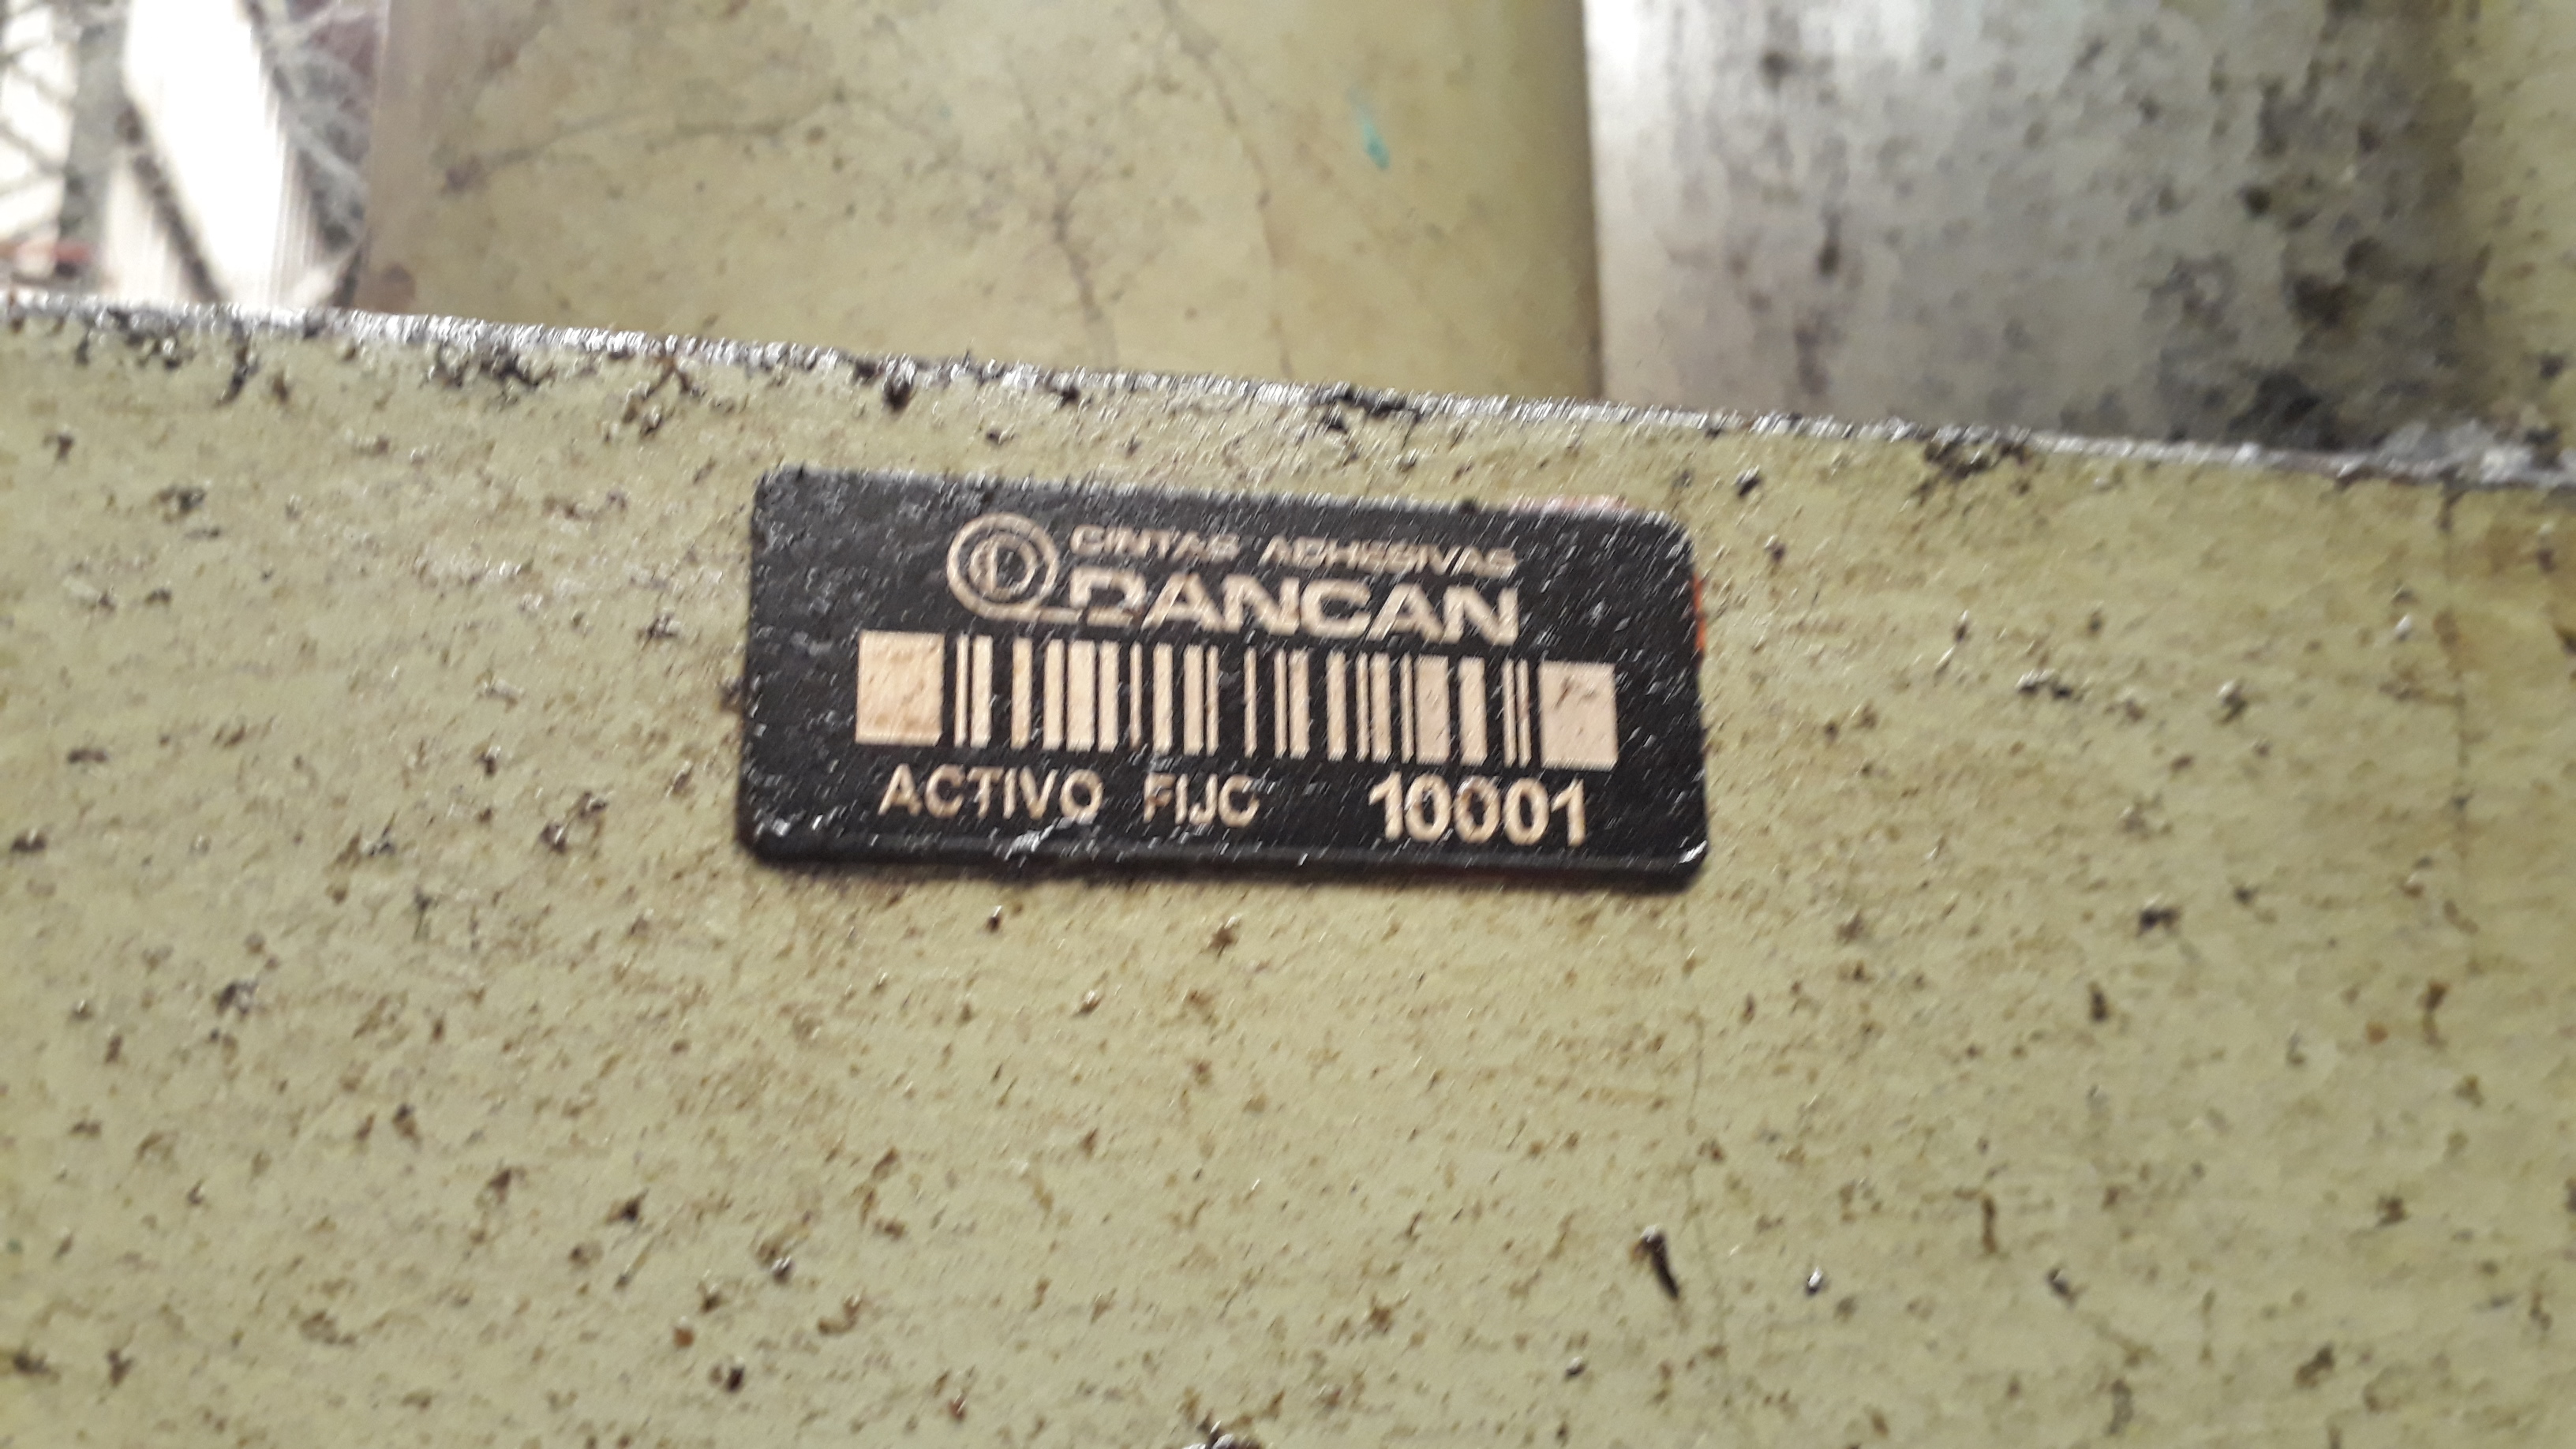 CINTAS ADHESIVAS
DANCAN
ACTIVO FIJO 10001